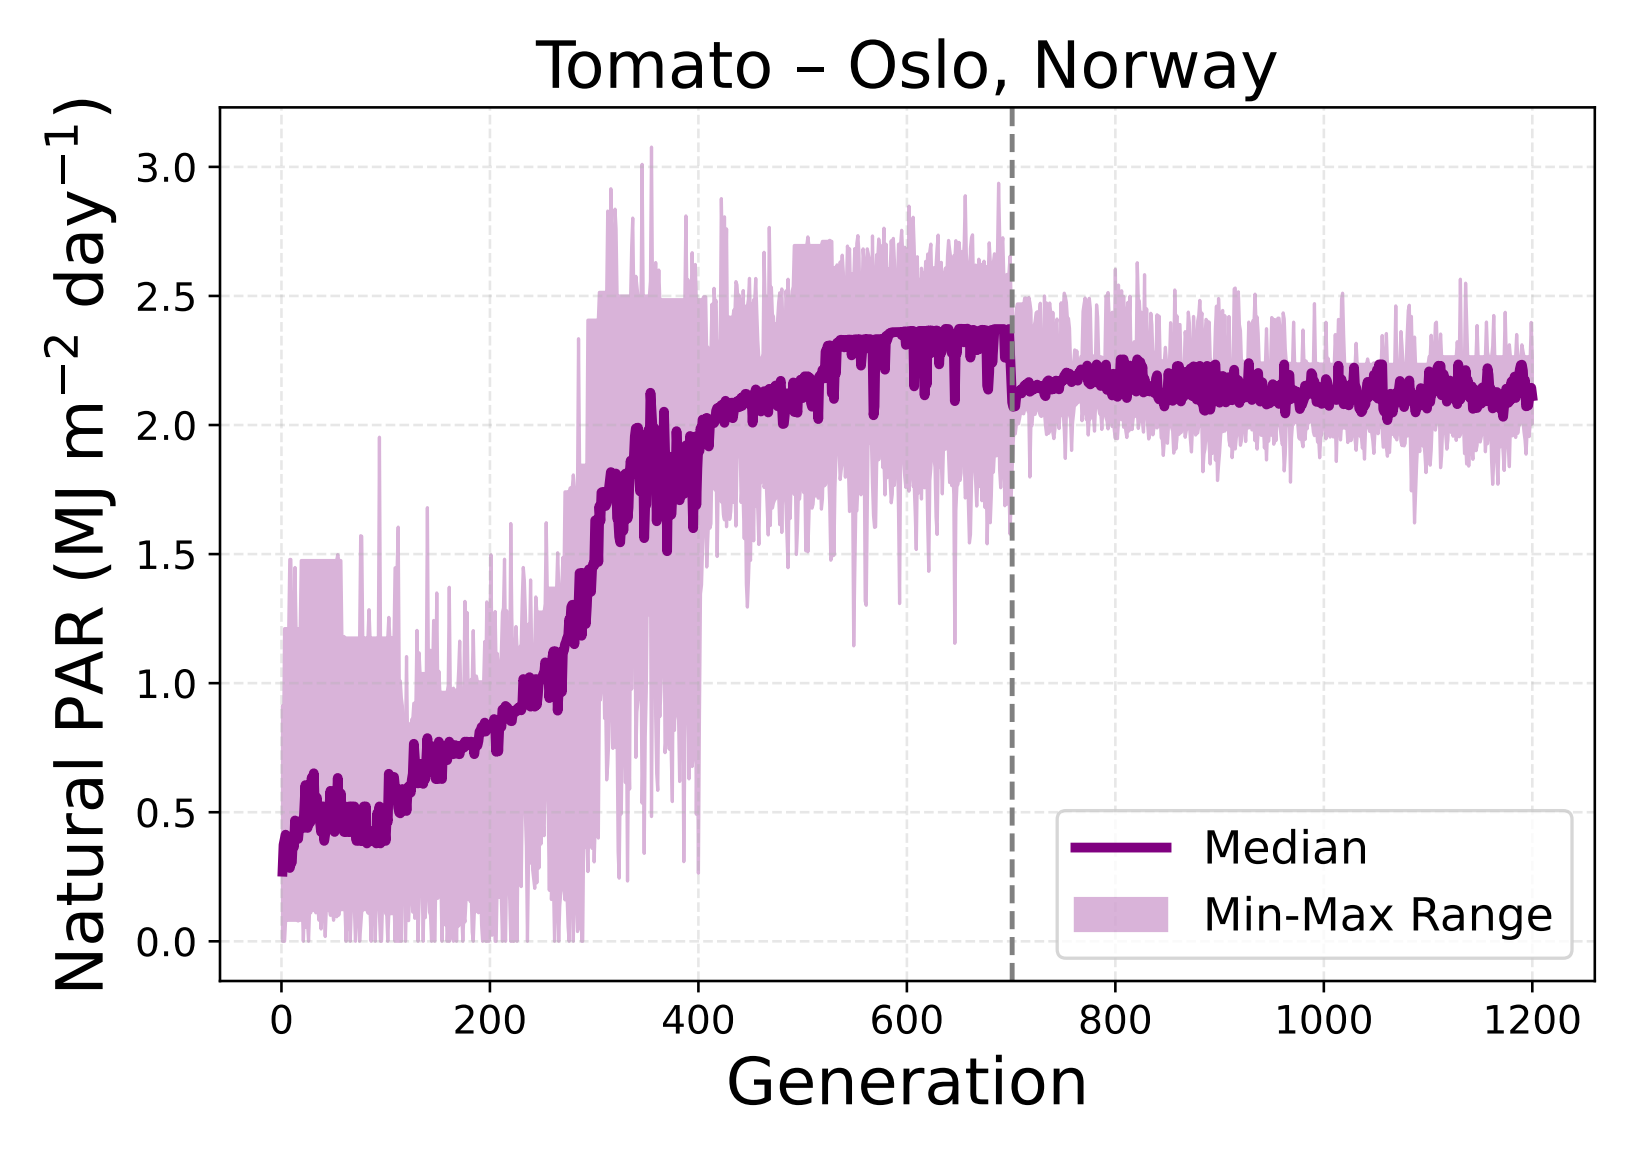 Tomato – Oslo, Norway
Natural PAR (MJ m⁻² day⁻¹)
3.0
2.5
2.0
1.5
1.0
0.5
0.0
0 200 400 600 800 1000 1200
Generation
Median
Min-Max Range